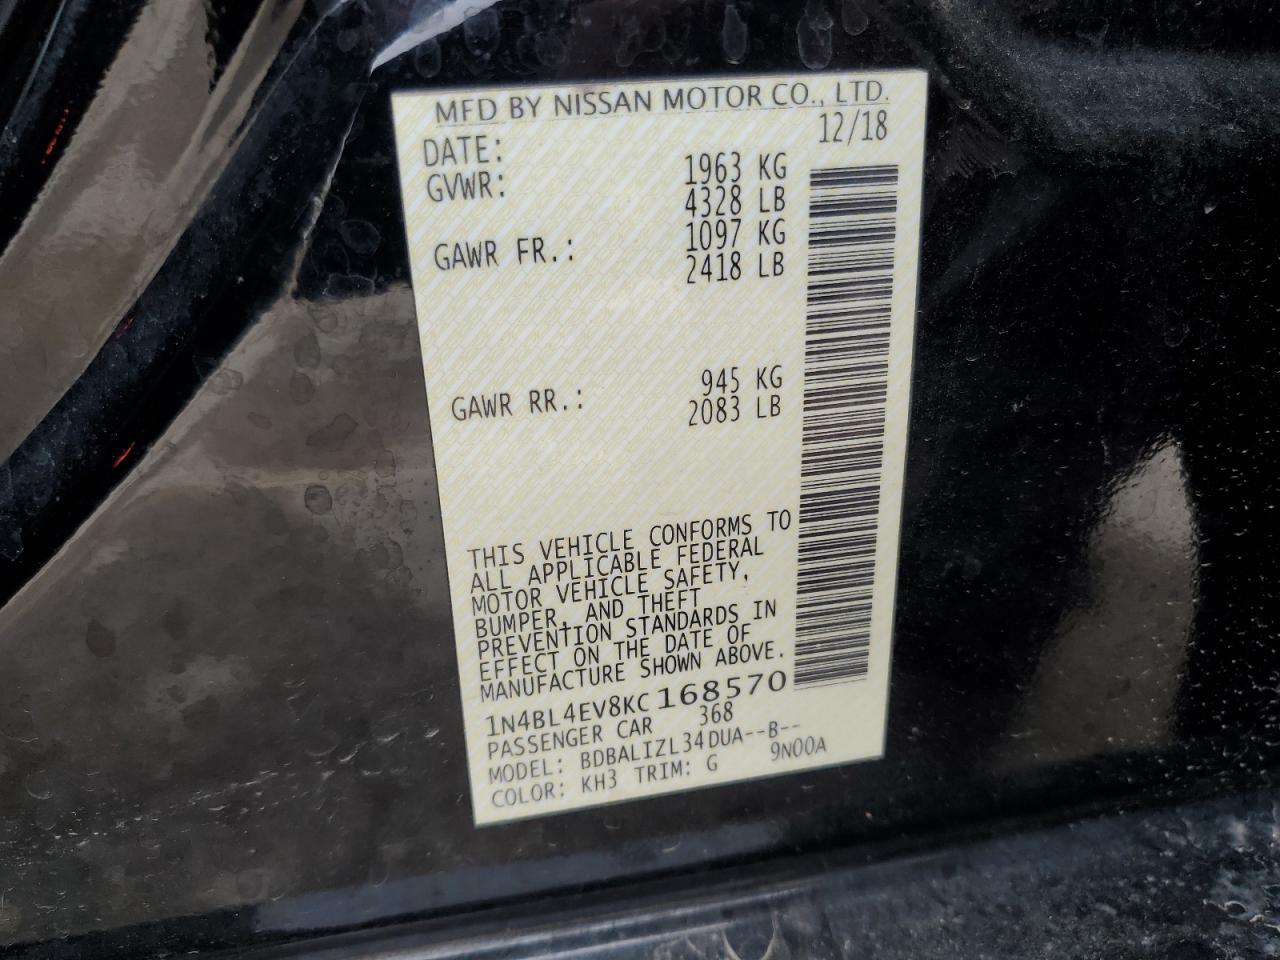 MFD BY NISSAN MOTOR CO., LTD.
DATE: 12/18
GVWR: 1963 KG
4328 LB
GAWR FR.: 1097 KG
2418 LB
GAWR RR.: 945 KG
2083 LB
THIS VEHICLE CONFORMS TO
ALL APPLICABLE FEDERAL
MOTOR VEHICLE SAFETY,
BUMPER, AND THEFT
PREVENTION STANDARDS IN
EFFECT ON THE DATE OF
MANUFACTURE SHOWN ABOVE.
1N4BL4EV8KC168570
PASSENGER CAR 368
MODEL: BDBALIZL34DUA--B--
COLOR: KH3 TRIM: G 9N00A